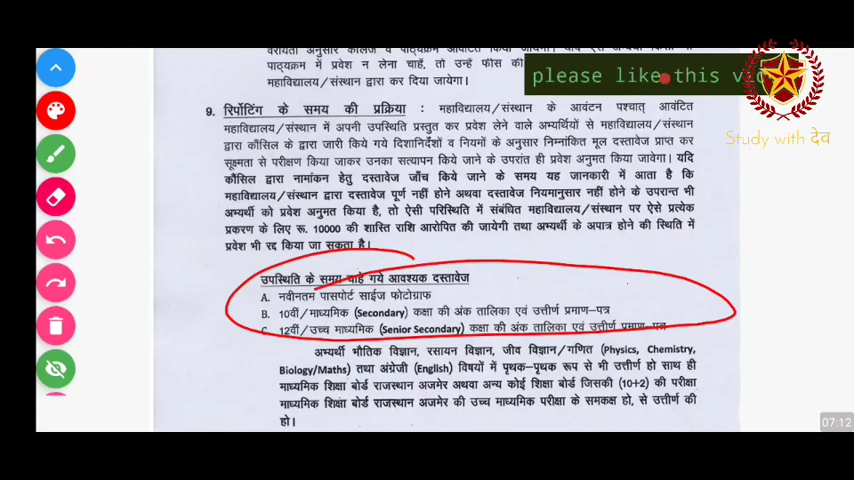 वरीयता अनुसार कॉलेज व पाठ्यक्रम आवंटित किया जायेगा।
पाठ्यक्रम में प्रवेश न लेना चाहें, तो उन्हें फीस की
महाविद्यालय/संस्थान द्वारा कर दिया जायेगा।
please like this
Study with देव
9. रिर्पोटिंग के समय की प्रक्रिया : महाविद्यालय/संस्थान के आवंटन पश्चात् आवंटित
महाविद्यालय/संस्थान में अपनी उपस्थिति प्रस्तुत कर प्रवेश लेने वाले अभ्यर्थियों से महाविद्यालय/संस्थान
द्वारा कौंसिल के द्वारा जारी किये गये दिशानिर्देशों व नियमों के अनुसार निम्नांकित मूल दस्तावेज प्राप्त कर
सूक्ष्मता से परीक्षण किया जाकर उनका सत्यापन किये जाने के उपरांत ही प्रवेश अनुमत किया जावेगा। यदि
कौंसिल द्वारा नामांकन हेतु दस्तावेज जॉंच किये जाने के समय यह जानकारी में आता है कि
महाविद्यालय/संस्थान द्वारा दस्तावेज पूर्ण नहीं होने अथवा दस्तावेज नियमानुसार नहीं होने के उपरान्त भी
अभ्यर्थी को प्रवेश अनुमत किया है, तो ऐसी परिस्थिति में संबंधित महाविद्यालय/संस्थान पर ऐसे प्रत्येक
प्रकरण के लिए रू. 10000 की शास्ति राशि आरोपित की जायेगी तथा अभ्यर्थी के अपात्र होने की स्थिति में
प्रवेश भी रद्द किया जा सकता है।
उपस्थिति के समय चाहे गये आवश्यक दस्तावेज
A. नवीनतम पासपोर्ट साईज फोटोग्राफ
B. 10वीं/माध्यमिक (Secondary) कक्षा की अंक तालिका एवं उत्तीर्ण प्रमाण–पत्र
C. 12वीं/उच्च माध्यमिक (Senior Secondary) कक्षा की अंक तालिका एवं उत्तीर्ण प्रमाण–पत्र
अभ्यर्थी भौतिक विज्ञान, रसायन विज्ञान, जीव विज्ञान/गणित (Physics, Chemistry,
Biology/Maths) तथा अंग्रेजी (English) विषयों में पृथक–पृथक रूप से भी उत्तीर्ण हो साथ ही
माध्यमिक शिक्षा बोर्ड राजस्थान अजमेर अथवा अन्य कोई शिक्षा बोर्ड जिसकी (10+2) की परीक्षा
माध्यमिक शिक्षा बोर्ड राजस्थान अजमेर की उच्च माध्यमिक परीक्षा के समकक्ष हो, से उत्तीर्ण की
हो।
07:12